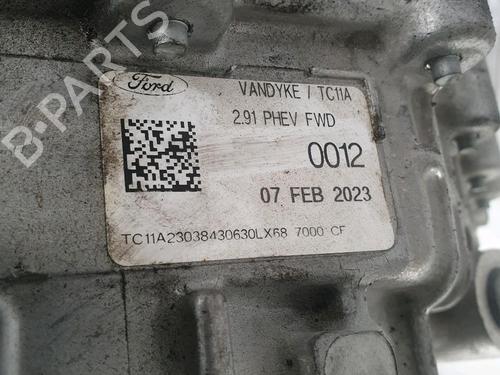 B-PARTS
Ford
VANDYKE / TC11A
2.91 PHEV FWD
0012
07 FEB 2023
TC11A23038430630LX68 7000 CF